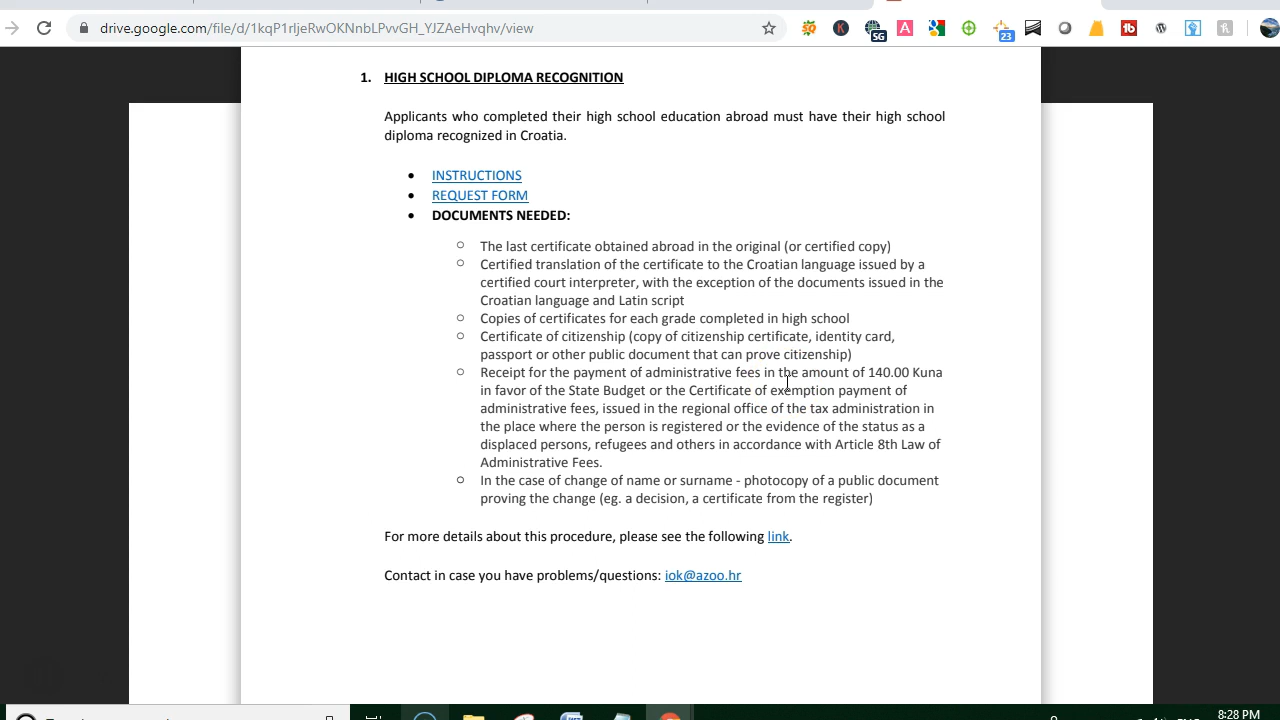 drive.google.com/file/d/1kqP1rIjeRwOKNnbLPvvGH_YJZAeHvqhv/view
SG
A
K
23
1. HIGH SCHOOL DIPLOMA RECOGNITION
Applicants who completed their high school education abroad must have their high school
diploma recognized in Croatia.
• INSTRUCTIONS
• REQUEST FORM
• DOCUMENTS NEEDED:
○ The last certificate obtained abroad in the original (or certified copy)
○ Certified translation of the certificate to the Croatian language issued by a
certified court interpreter, with the exception of the documents issued in the
Croatian language and Latin script
○ Copies of certificates for each grade completed in high school
○ Certificate of citizenship (copy of citizenship certificate, identity card,
passport or other public document that can prove citizenship)
○ Receipt for the payment of administrative fees in the amount of 140.00 Kuna
in favor of the State Budget or the Certificate of exemption payment of
administrative fees, issued in the regional office of the tax administration in
the place where the person is registered or the evidence of the status as a
displaced persons, refugees and others in accordance with Article 8th Law of
Administrative Fees.
○ In the case of change of name or surname - photocopy of a public document
proving the change (eg. a decision, a certificate from the register)
For more details about this procedure, please see the following link.
Contact in case you have problems/questions: iok@azoo.hr
8:28 PM